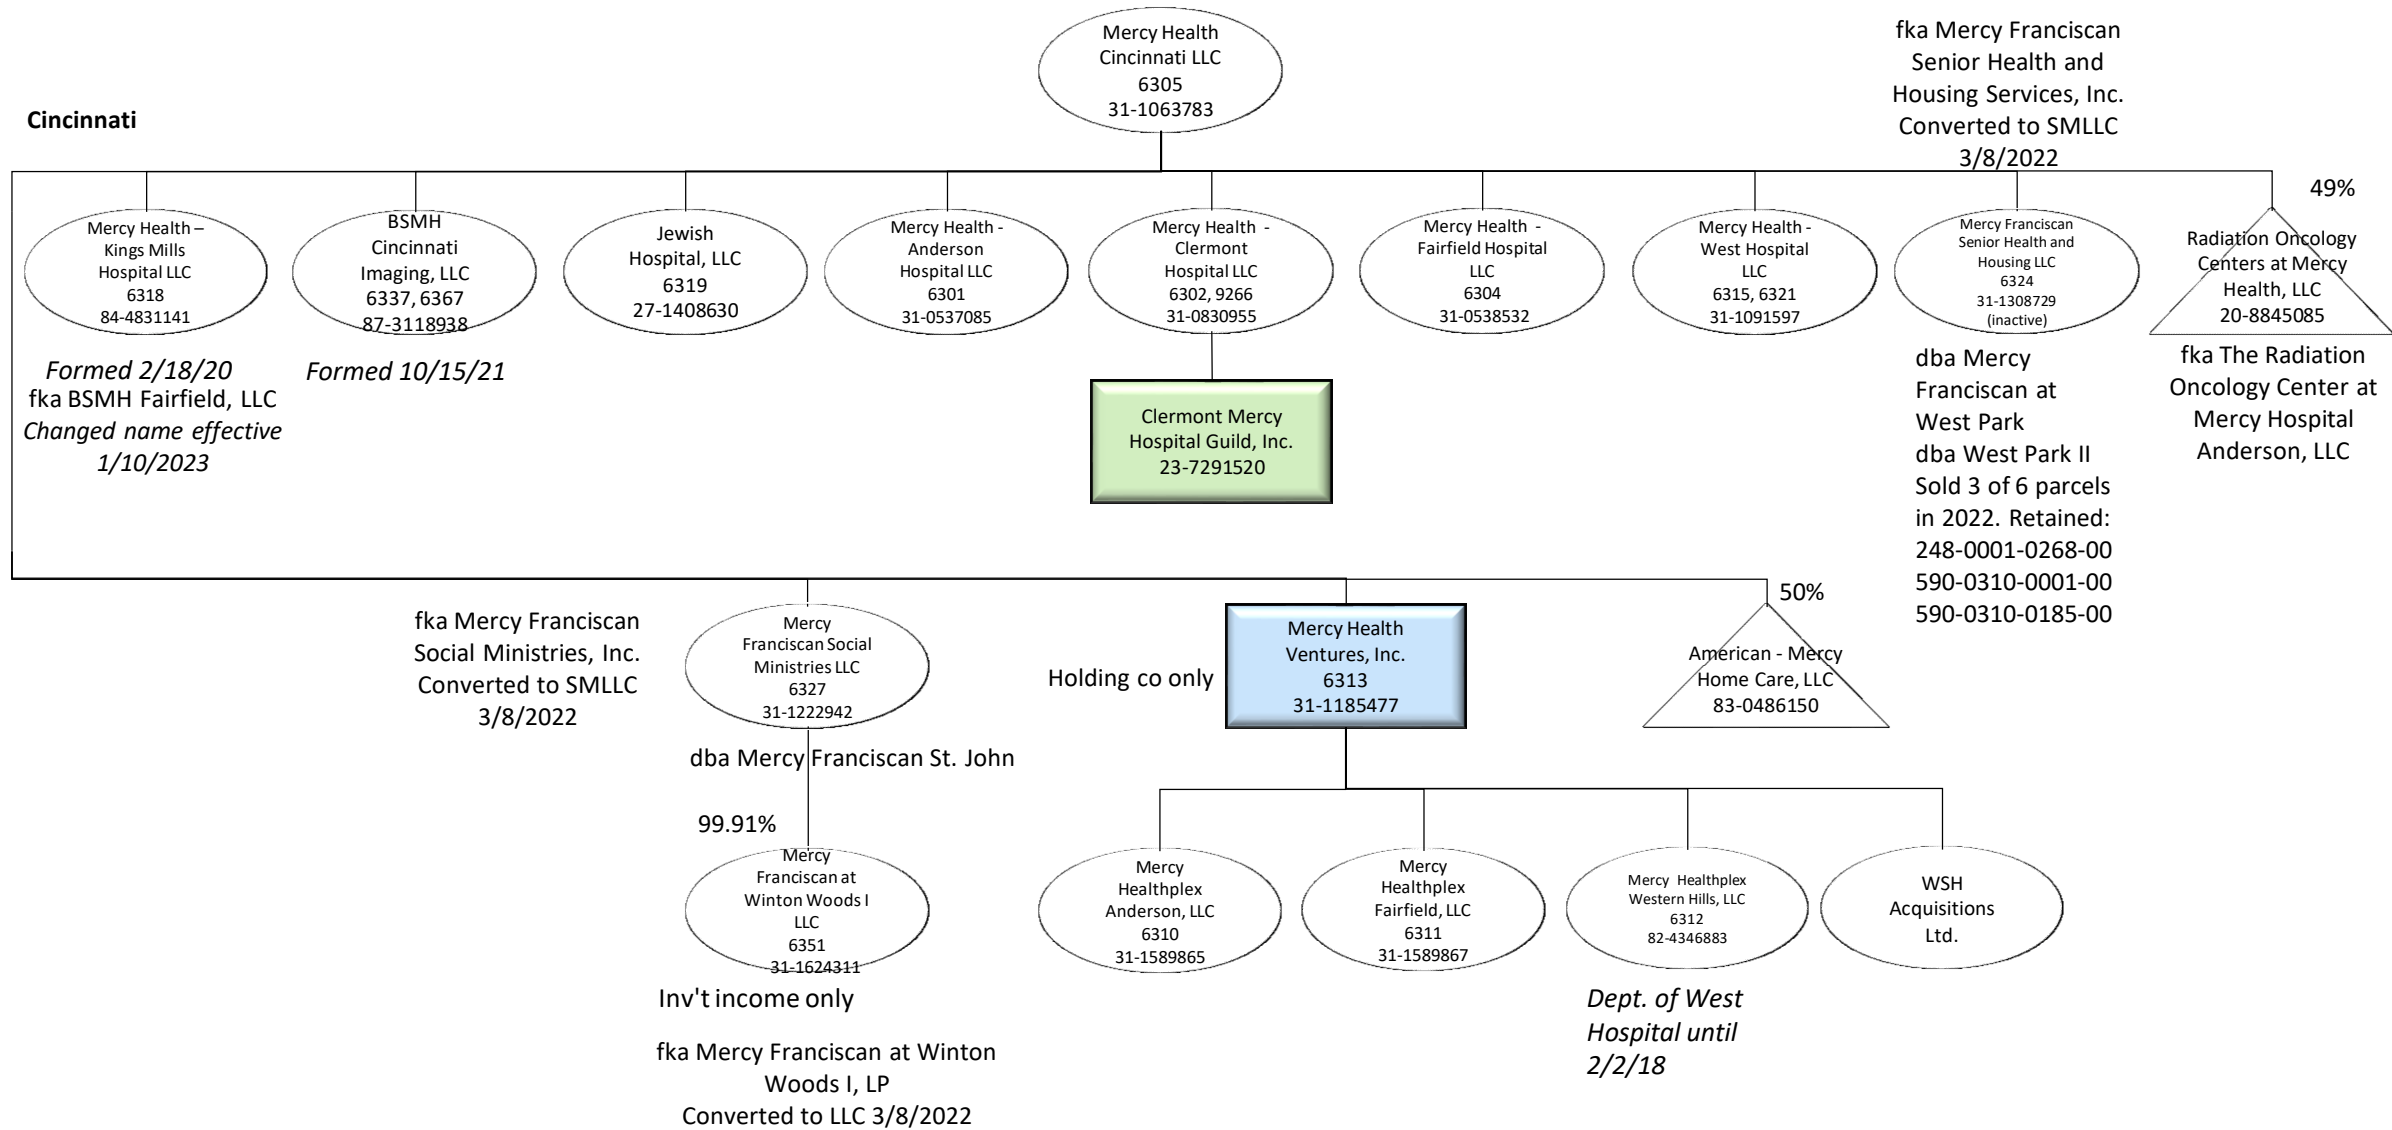 Mercy Health
Cincinnati LLC
6305
31-1063783
fka Mercy Franciscan
Senior Health and
Housing Services, Inc.
Converted to SMLLC
3/8/2022
Cincinnati
49%
Mercy Health –
Kings Mills
Hospital LLC
6318
84-4831141
BSMH
Cincinnati
Imaging, LLC
6337, 6367
87-3118938
Jewish
Hospital, LLC
6319
27-1408630
Mercy Health -
Anderson
Hospital LLC
6301
31-0537085
Mercy Health -
Clermont
Hospital LLC
6302, 9266
31-0830955
Mercy Health -
Fairfield Hospital
LLC
6304
31-0538532
Mercy Health -
West Hospital
LLC
6315, 6321
31-1091597
Mercy Franciscan
Senior Health and
Housing LLC
6324
31-1308729
(inactive)
Radiation Oncology
Centers at Mercy
Health, LLC
20-8845085
Formed 2/18/20
fka BSMH Fairfield, LLC
Changed name effective
1/10/2023
Formed 10/15/21
Clermont Mercy
Hospital Guild, Inc.
23-7291520
dba Mercy
Franciscan at
West Park
dba West Park II
Sold 3 of 6 parcels
in 2022. Retained:
248-0001-0268-00
590-0310-0001-00
590-0310-0185-00
fka The Radiation
Oncology Center at
Mercy Hospital
Anderson, LLC
fka Mercy Franciscan
Social Ministries, Inc.
Converted to SMLLC
3/8/2022
Mercy
Franciscan Social
Ministries LLC
6327
31-1222942
Holding co only
Mercy Health
Ventures, Inc.
6313
31-1185477
50%
American - Mercy
Home Care, LLC
83-0486150
dba Mercy Franciscan St. John
99.91%
Mercy
Franciscan at
Winton Woods I
LLC
6351
31-1624311
Mercy
Healthplex
Anderson, LLC
6310
31-1589865
Mercy
Healthplex
Fairfield, LLC
6311
31-1589867
Mercy Healthplex
Western Hills, LLC
6312
82-4346883
WSH
Acquisitions
Ltd.
Inv't income only
fka Mercy Franciscan at Winton
Woods I, LP
Converted to LLC 3/8/2022
Dept. of West
Hospital until
2/2/18